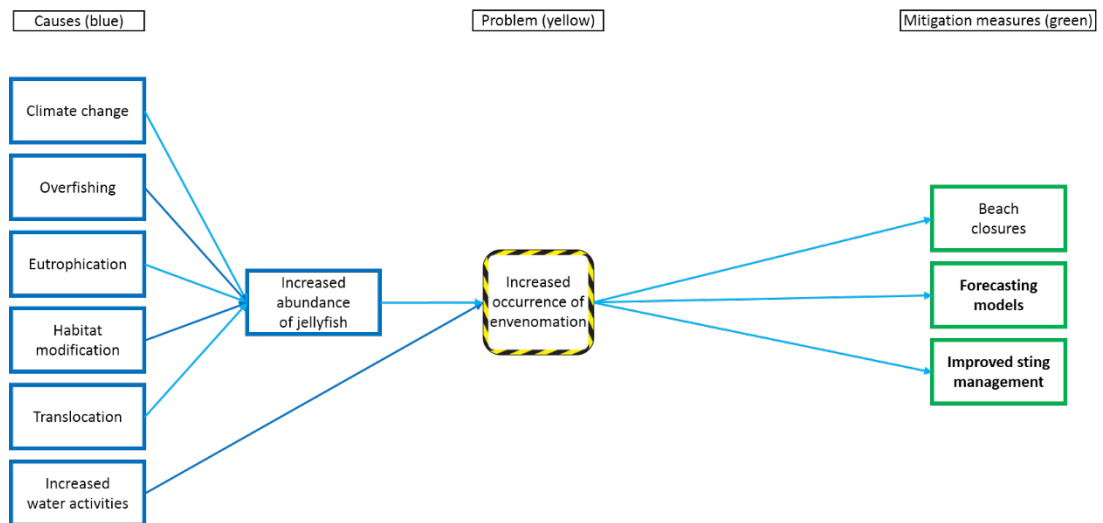 Causes (blue)
Problem (yellow)
Mitigation measures (green)
Climate change
Overfishing
Eutrophication
Habitat
modification
Translocation
Increased
water activities
Increased
abundance
of jellyfish
Increased
occurrence of
envenomation
Beach
closures
Forecasting
models
Improved sting
management